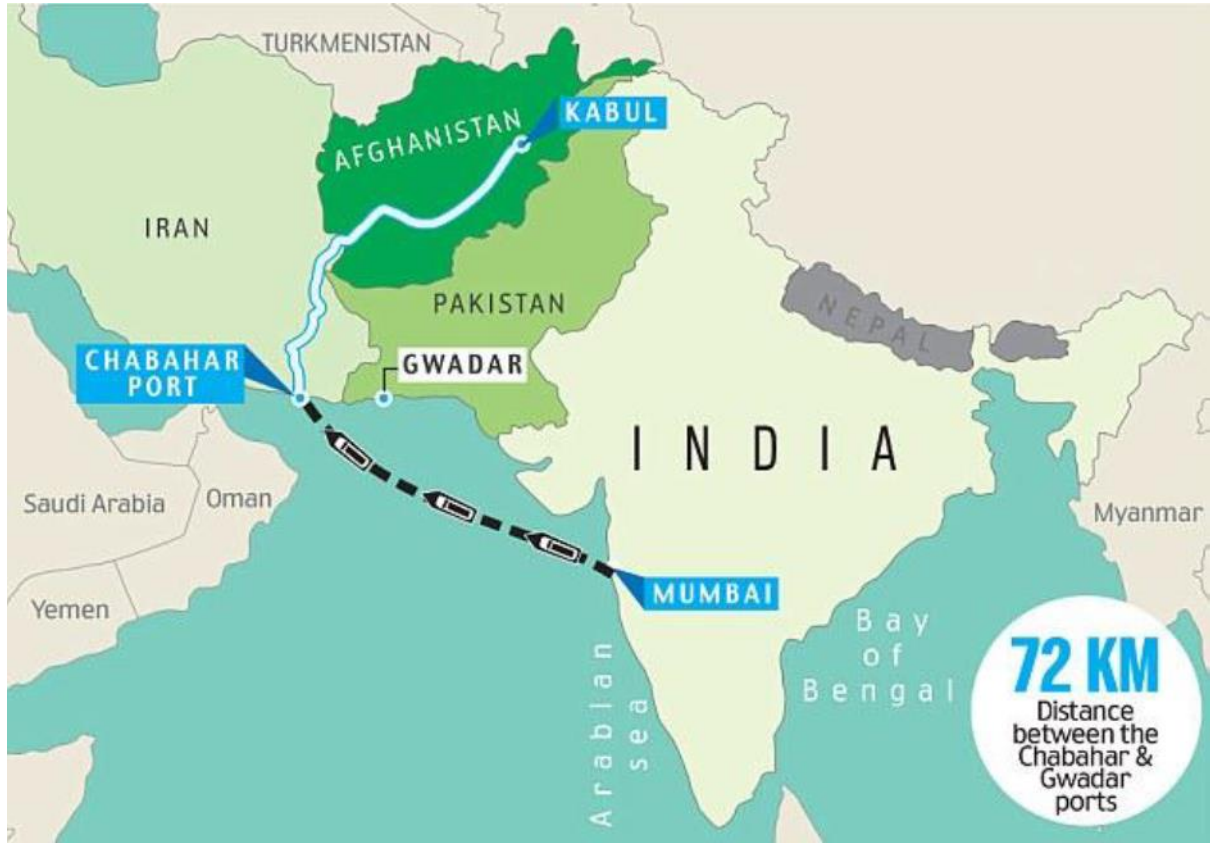 TURKMENISTAN
AFGHANISTAN
KABUL
IRAN
PAKISTAN
NEPAL
CHABAHAR
PORT
GWADAR
INDIA
Saudi Arabia
Oman
Myanmar
Yemen
MUMBAI
Arabian
sea
Bay
of
Bengal
72 KM
Distance
between the
Chabahar &
Gwadar
ports